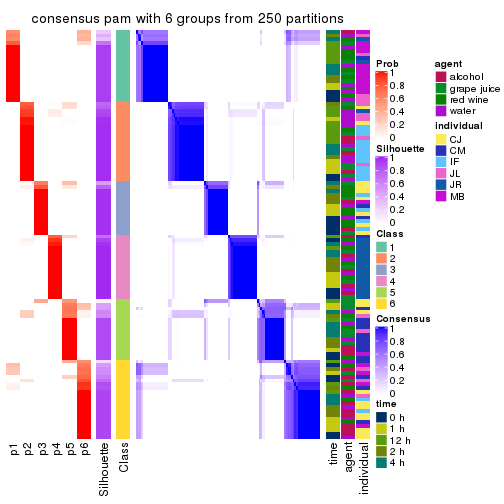 consensus pam with 6 groups from 250 partitions
Prob
1
0.8
0.6
0.4
0.2
0
Silhouette
1
0.8
0.6
0.4
0.2
0
Class
1
2
3
4
5
6
Consensus
1
0.8
0.6
0.4
0.2
0
time
0 h
1 h
12 h
2 h
4 h
agent
alcohol
grape juice
red wine
water
Individual
CJ
CM
IF
JL
JR
MB
p1
p2
p3
p4
p5
p6
Silhouette
Class
time
agent
individual